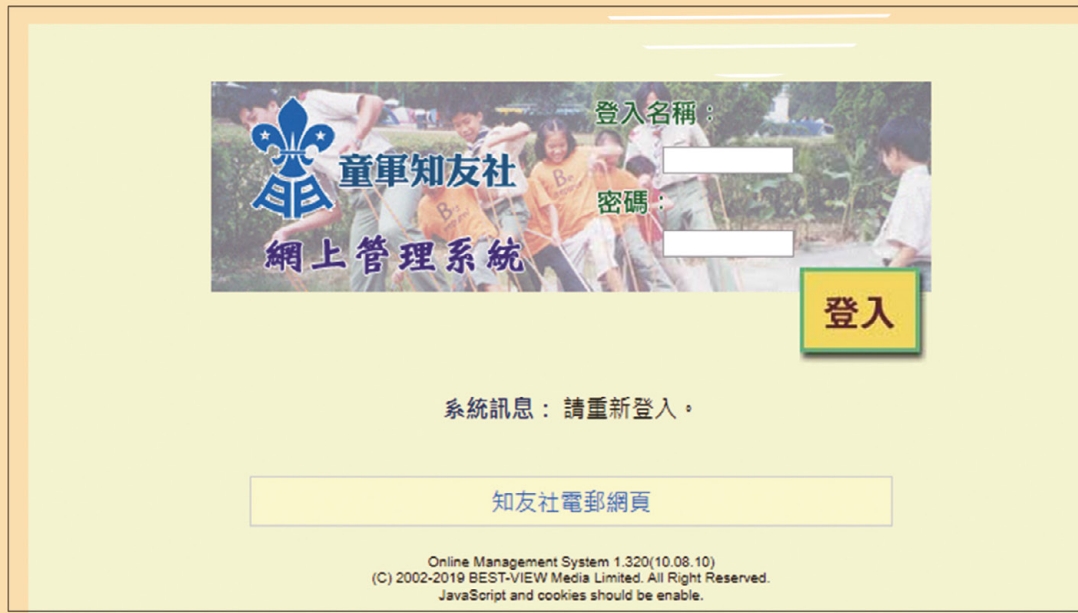 登入名稱：
童軍知友社
密碼：
網上管理系統
登入
系統訊息： 請重新登入。
知友社電郵網頁
Online Management System 1.320(10.08.10)
(C) 2002-2019 BEST-VIEW Media Limited. All Right Reserved.
JavaScript and cookies should be enable.